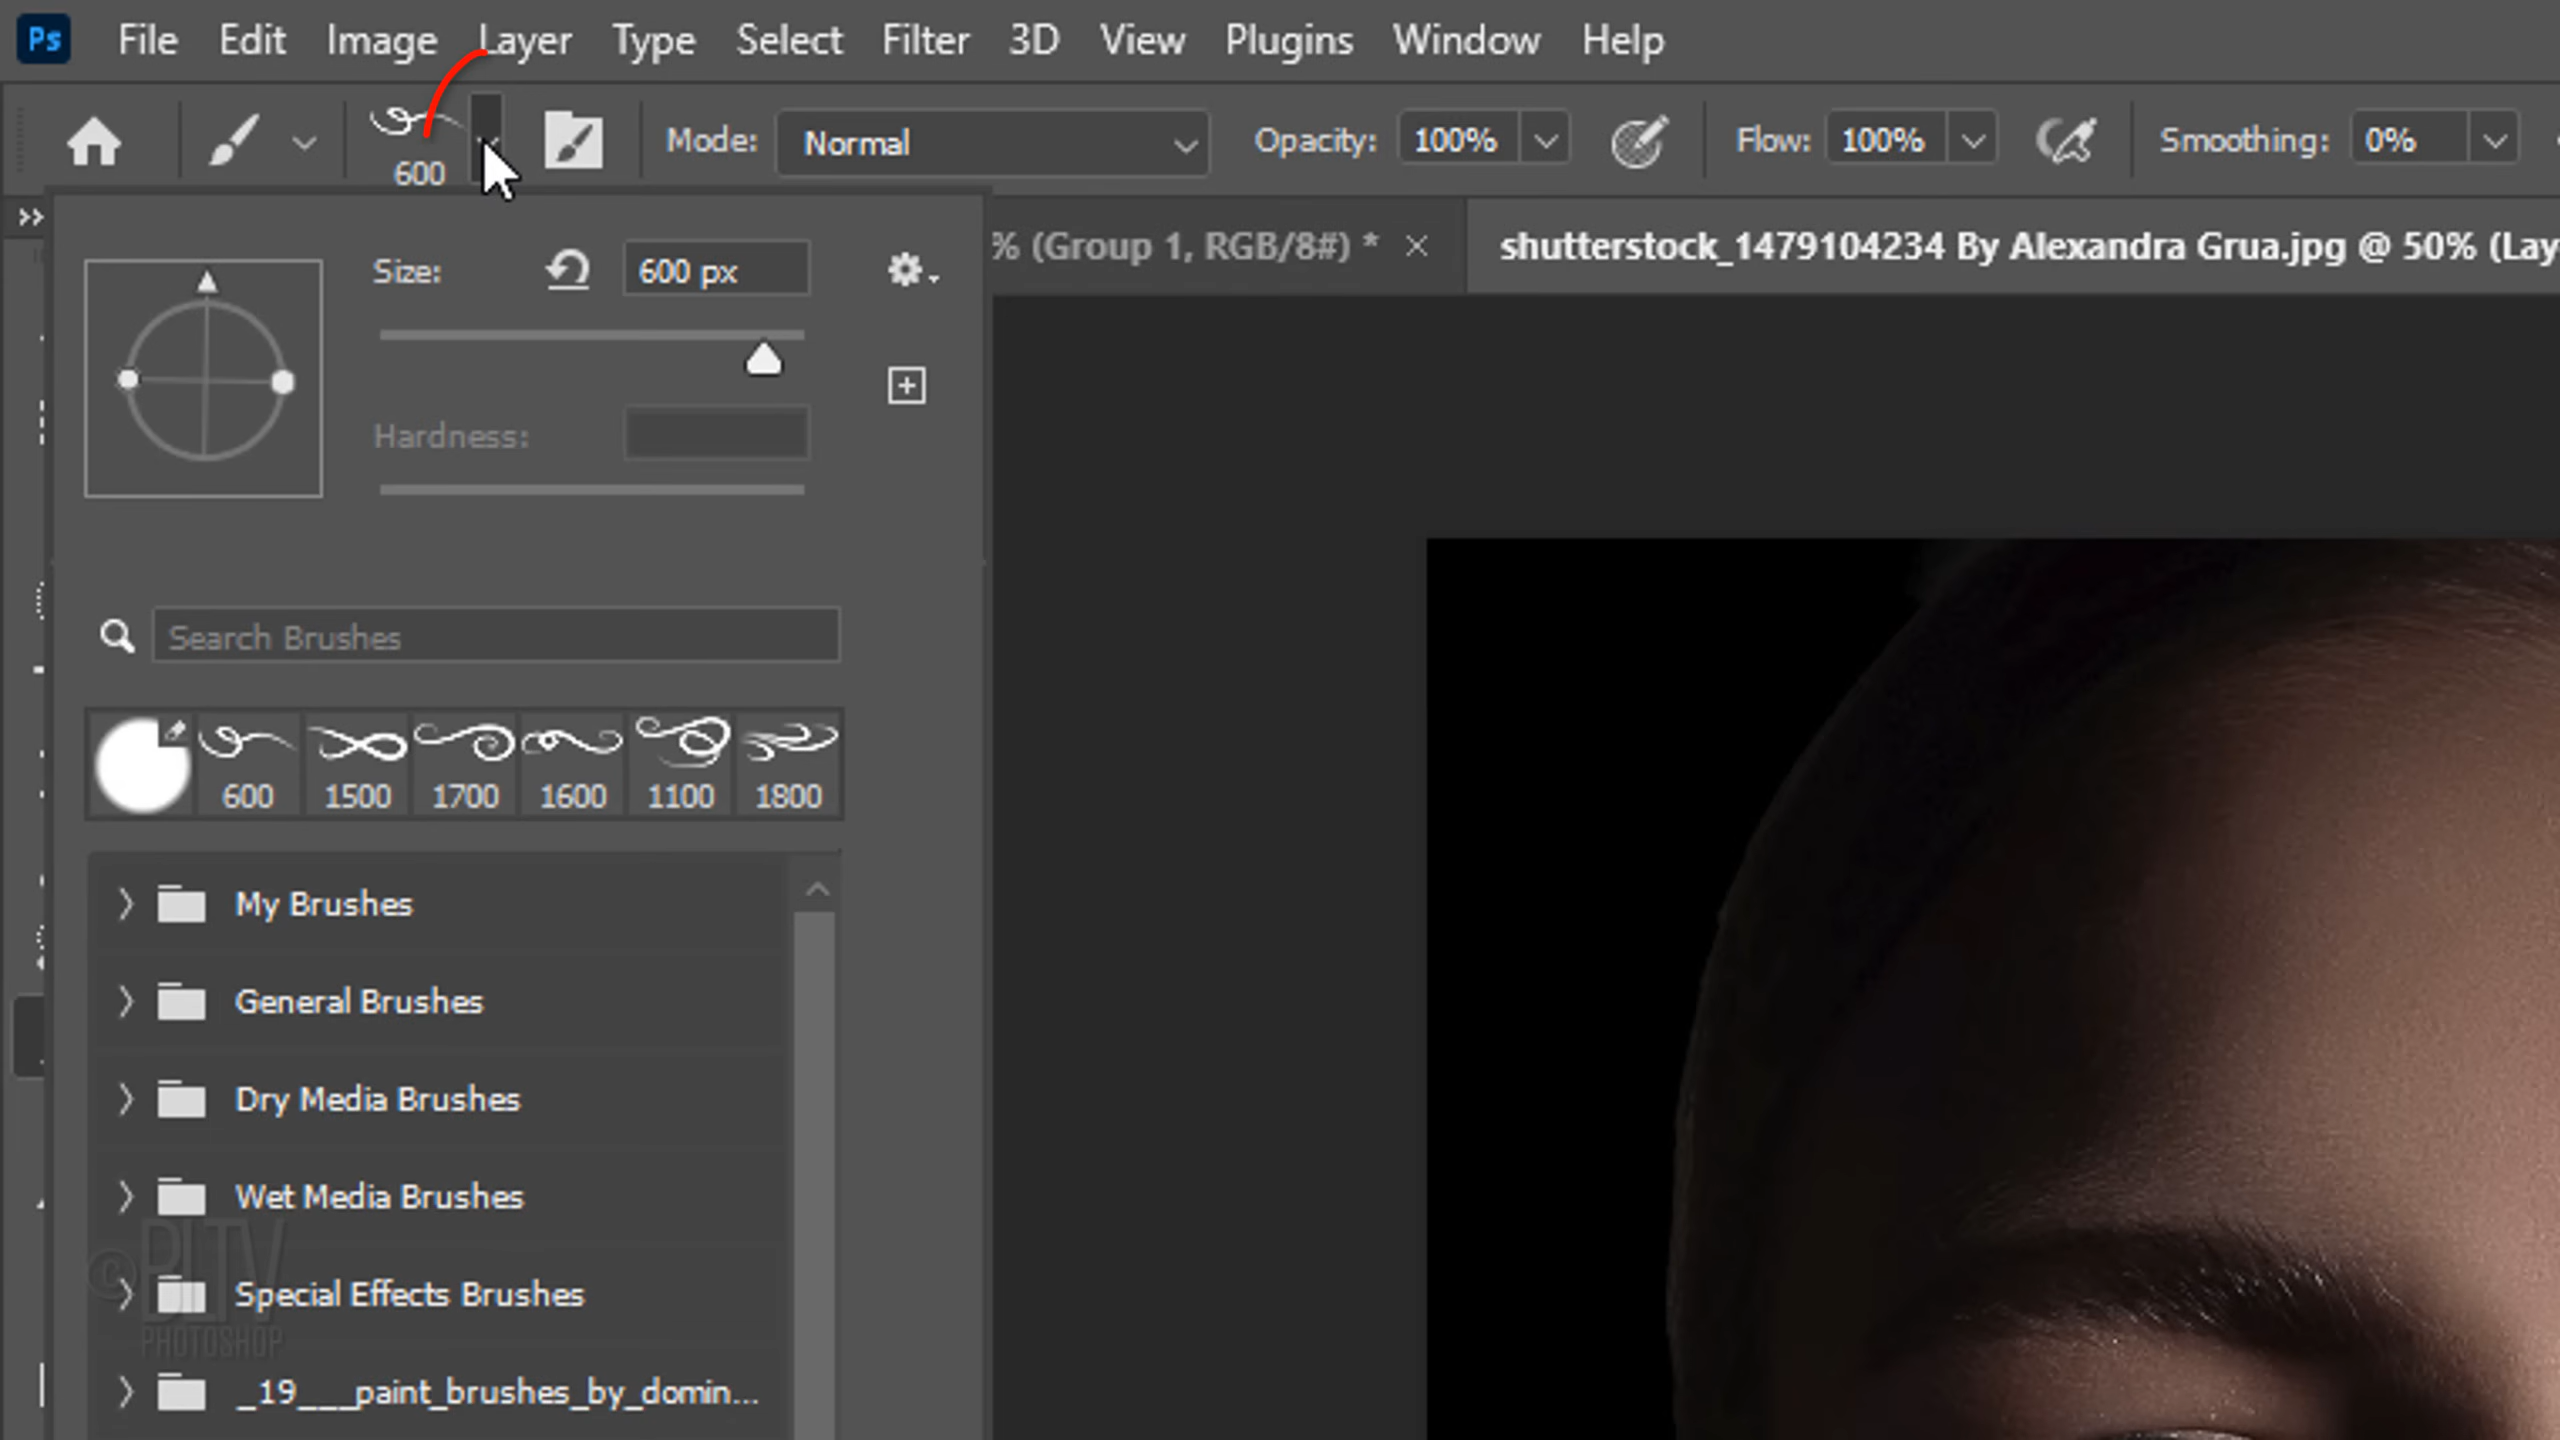 Ps File Edit Image Layer Type Select Filter 3D View Plugins Window Help
600 Mode: Normal Opacity: 100% Flow: 100% Smoothing: 0%
% (Group 1, RGB/8#) * × shutterstock_1479104234 By Alexandra Grua.jpg @ 50% (Lay
Size: 600 px
Hardness:
Search Brushes
600 1500 1700 1600 1100 1800
My Brushes
General Brushes
Dry Media Brushes
Wet Media Brushes
Special Effects Brushes
_19___paint_brushes_by_domin...
© BLTV
PHOTOSHOP